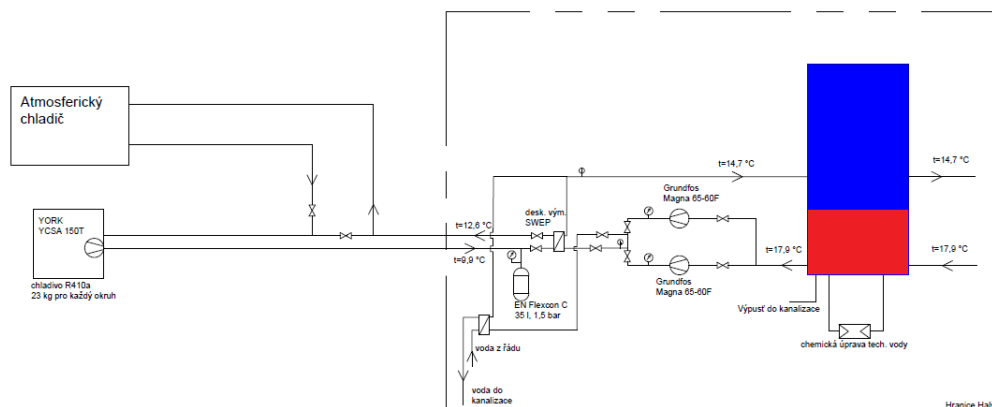 Atmosferický
chladič
YORK
YCSA 150T
chladivo R410a
23 kg pro každý okruh
t=12,6 °C
t=9,9 °C
desk. vým.
SWEP
EN Flexcon C
35 l, 1,5 bar
voda z řádu
voda do
kanalizace
t=14,7 °C
Grundfos
Magna 65-60F
Grundfos
Magna 65-60F
t=17,9 °C
t=14,7 °C
t=17,9 °C
Výpusť do kanalizace
chemická úprava tech. vody
Hranice